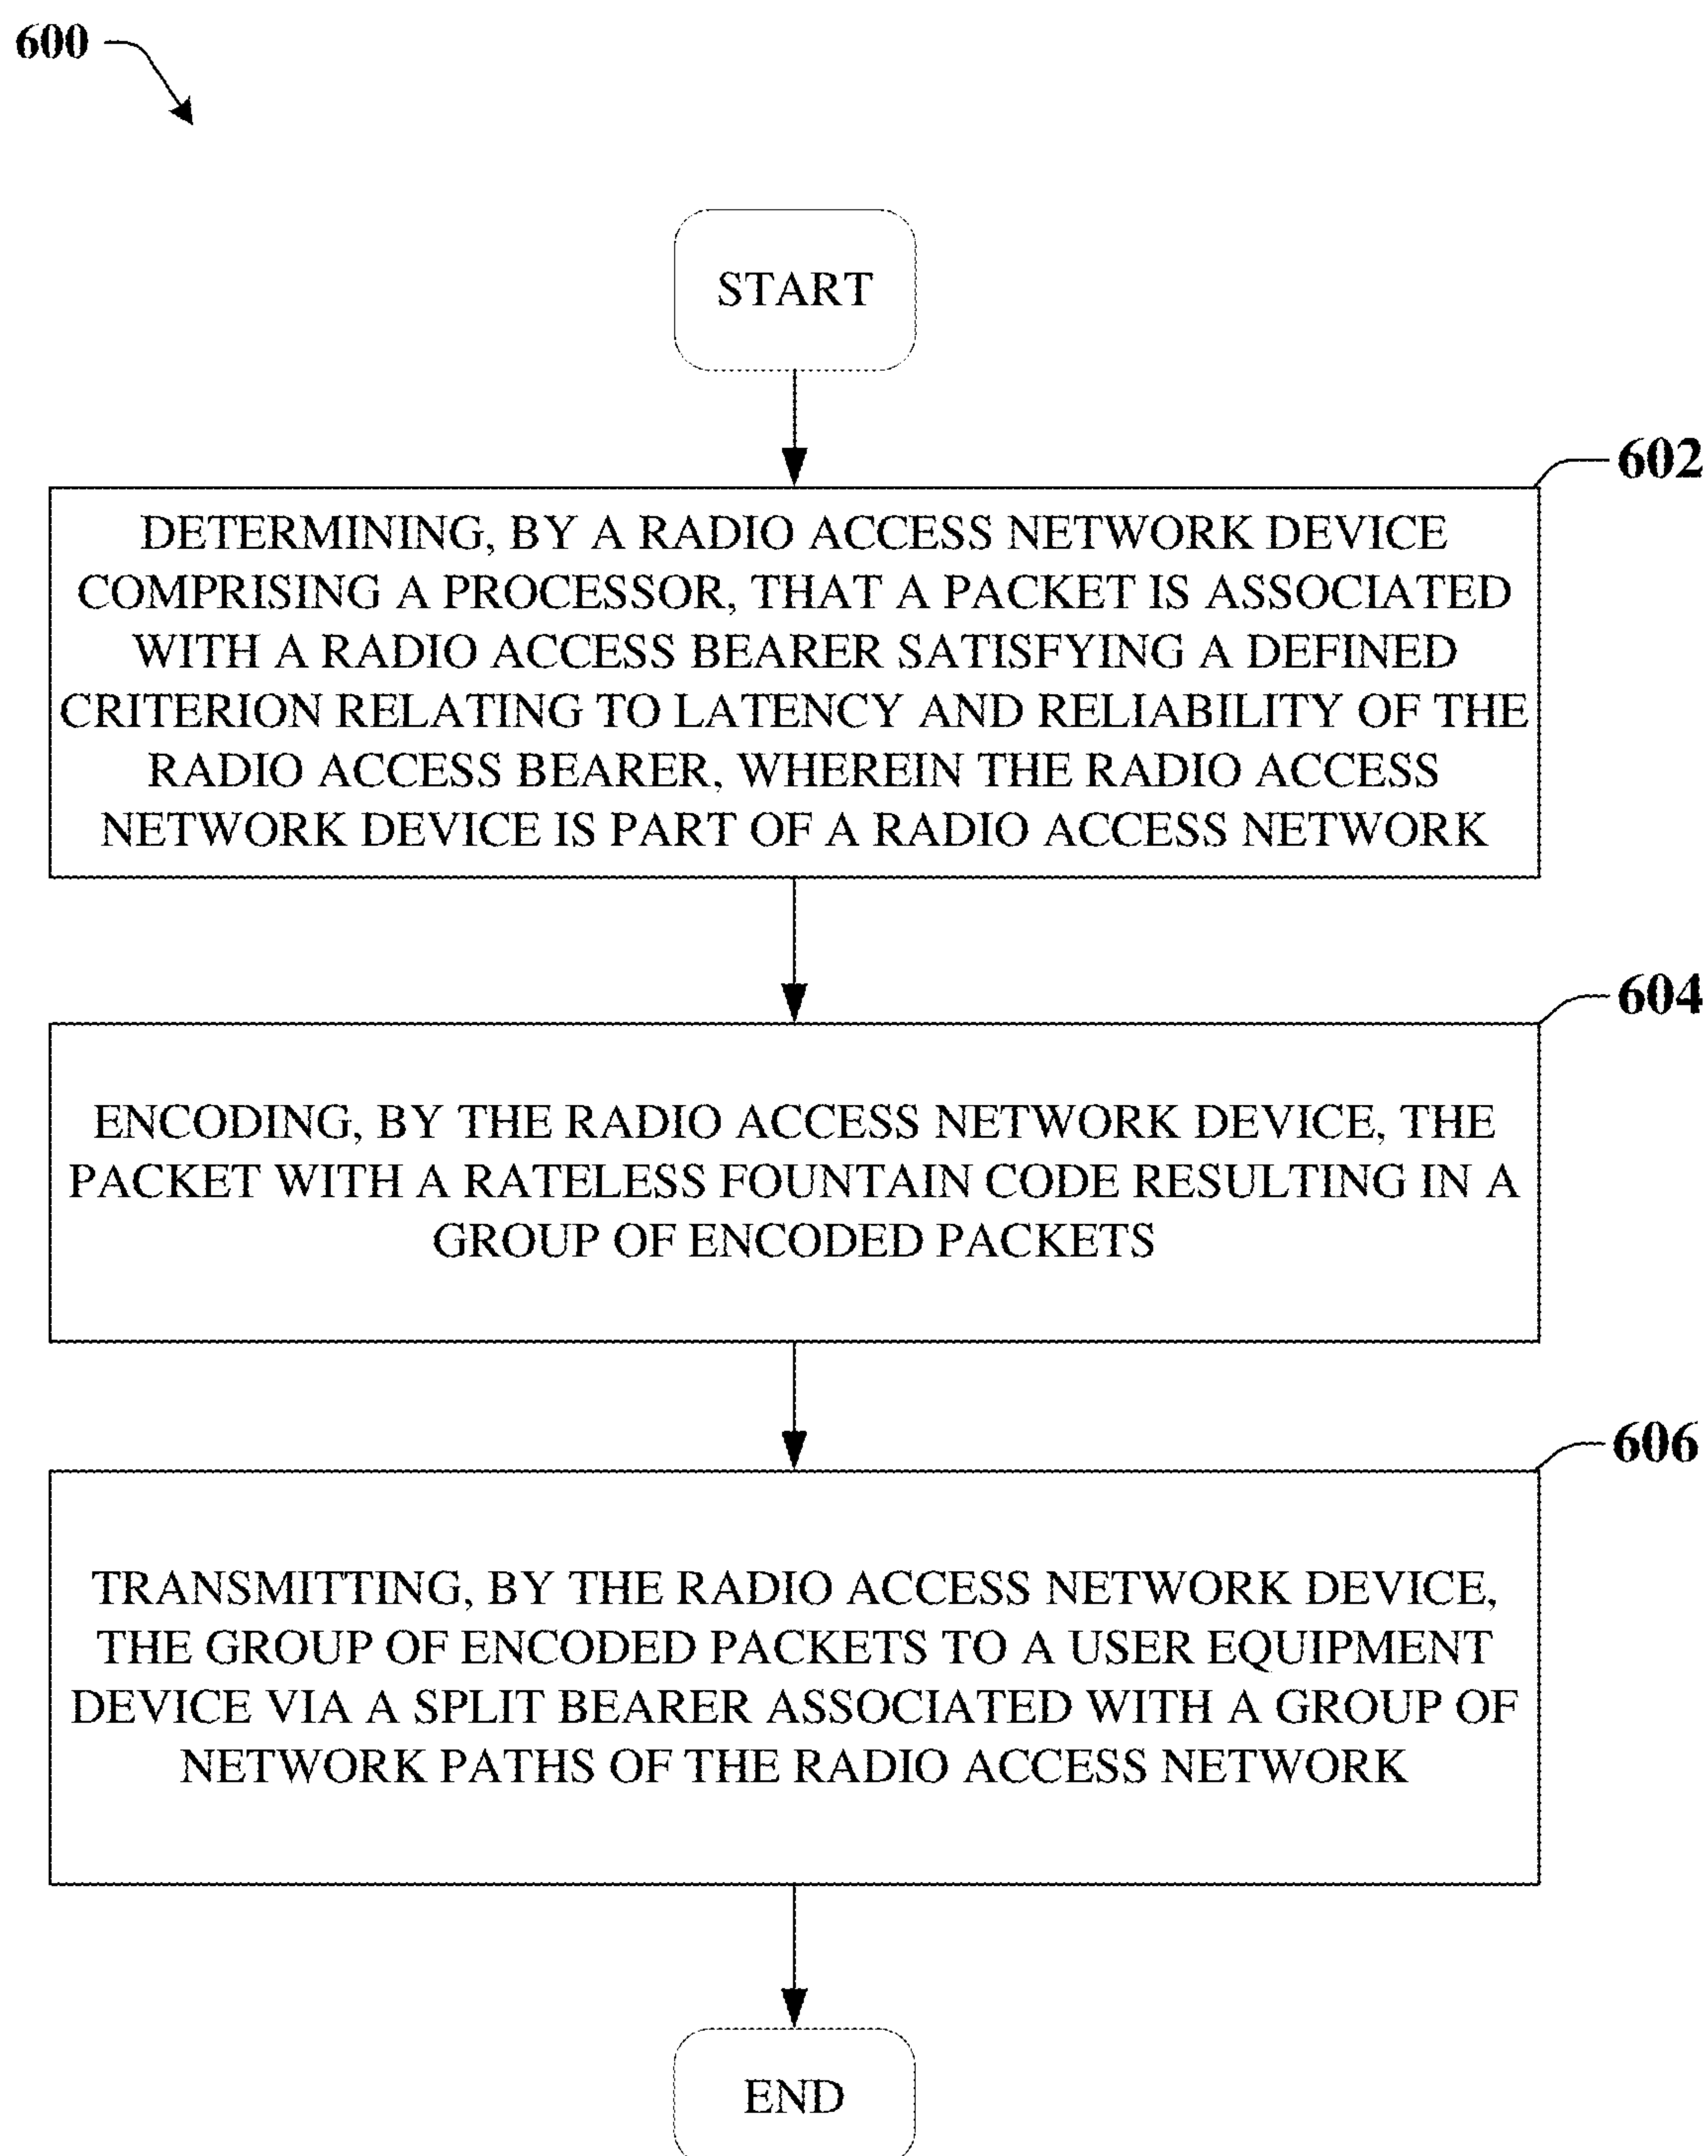 600
START
602
DETERMINING, BY A RADIO ACCESS NETWORK DEVICE
COMPRISING A PROCESSOR, THAT A PACKET IS ASSOCIATED
WITH A RADIO ACCESS BEARER SATISFYING A DEFINED
CRITERION RELATING TO LATENCY AND RELIABILITY OF THE
RADIO ACCESS BEARER, WHEREIN THE RADIO ACCESS
NETWORK DEVICE IS PART OF A RADIO ACCESS NETWORK
604
ENCODING, BY THE RADIO ACCESS NETWORK DEVICE, THE
PACKET WITH A RATELESS FOUNTAIN CODE RESULTING IN A
GROUP OF ENCODED PACKETS
606
TRANSMITTING, BY THE RADIO ACCESS NETWORK DEVICE,
THE GROUP OF ENCODED PACKETS TO A USER EQUIPMENT
DEVICE VIA A SPLIT BEARER ASSOCIATED WITH A GROUP OF
NETWORK PATHS OF THE RADIO ACCESS NETWORK
END